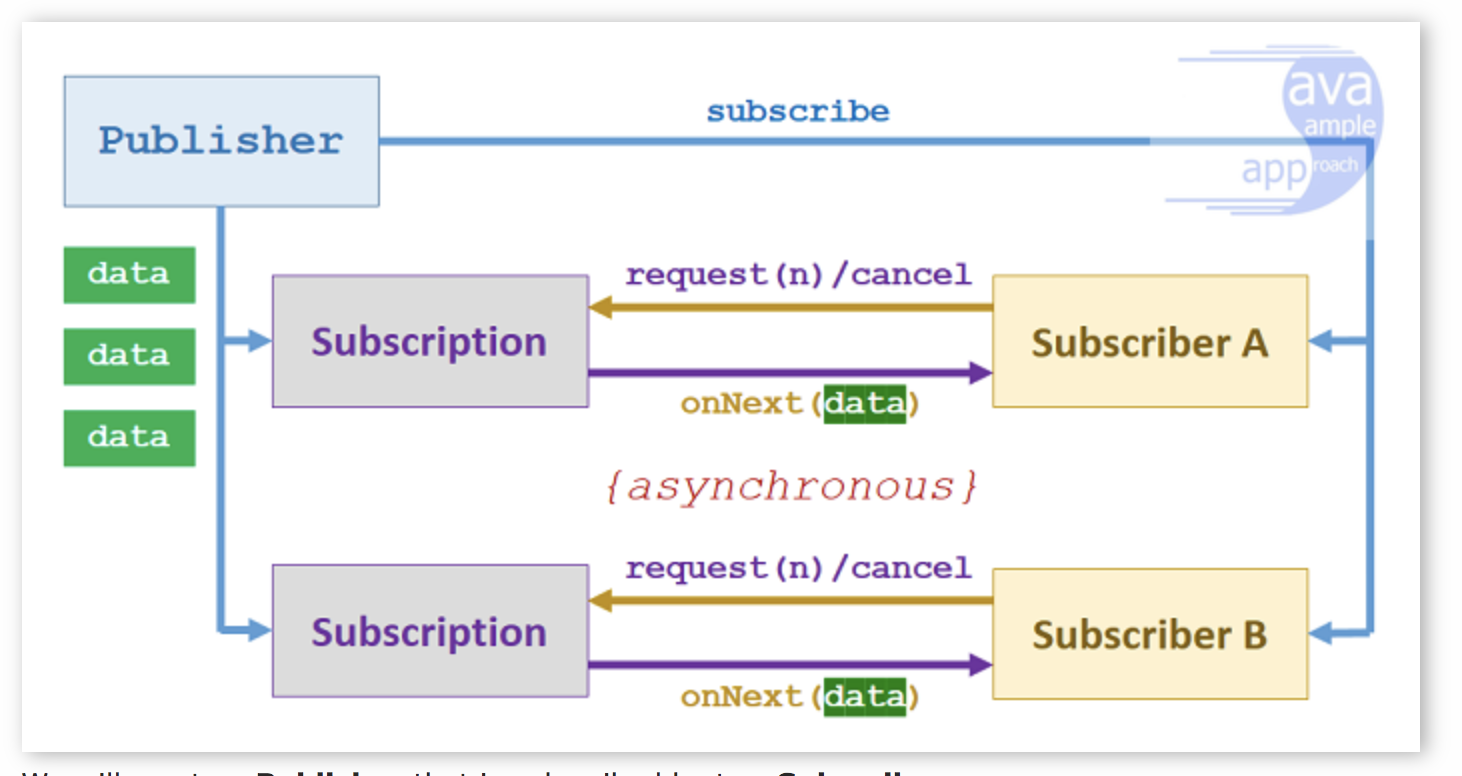 subscribe
Publisher
ava
ample
app roach
data
data
data
request(n)/cancel
Subscription
Subscriber A
onNext(data)
{asynchronous}
request(n)/cancel
Subscription
Subscriber B
onNext(data)